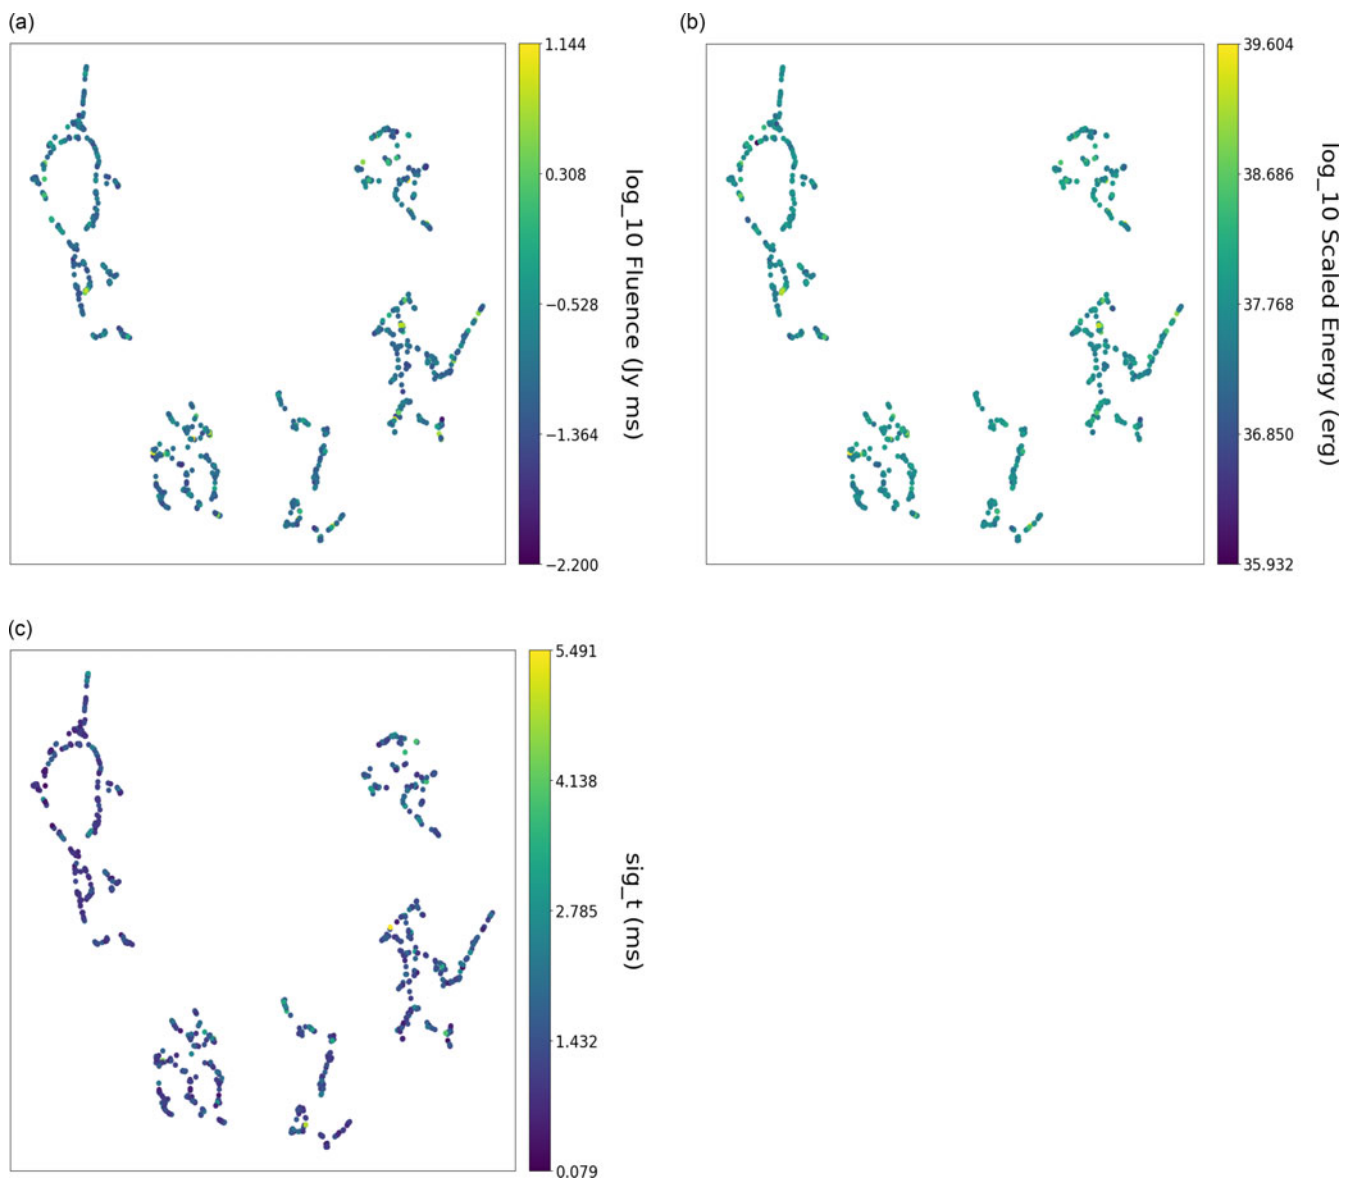 (a)
1.144
0.308
−0.528
−1.364
−2.200
log_10 Fluence (Jy ms)
(b)
39.604
38.686
37.768
36.850
35.932
log_10 Scaled Energy (erg)
(c)
5.491
4.138
2.785
1.432
0.079
sig_t (ms)